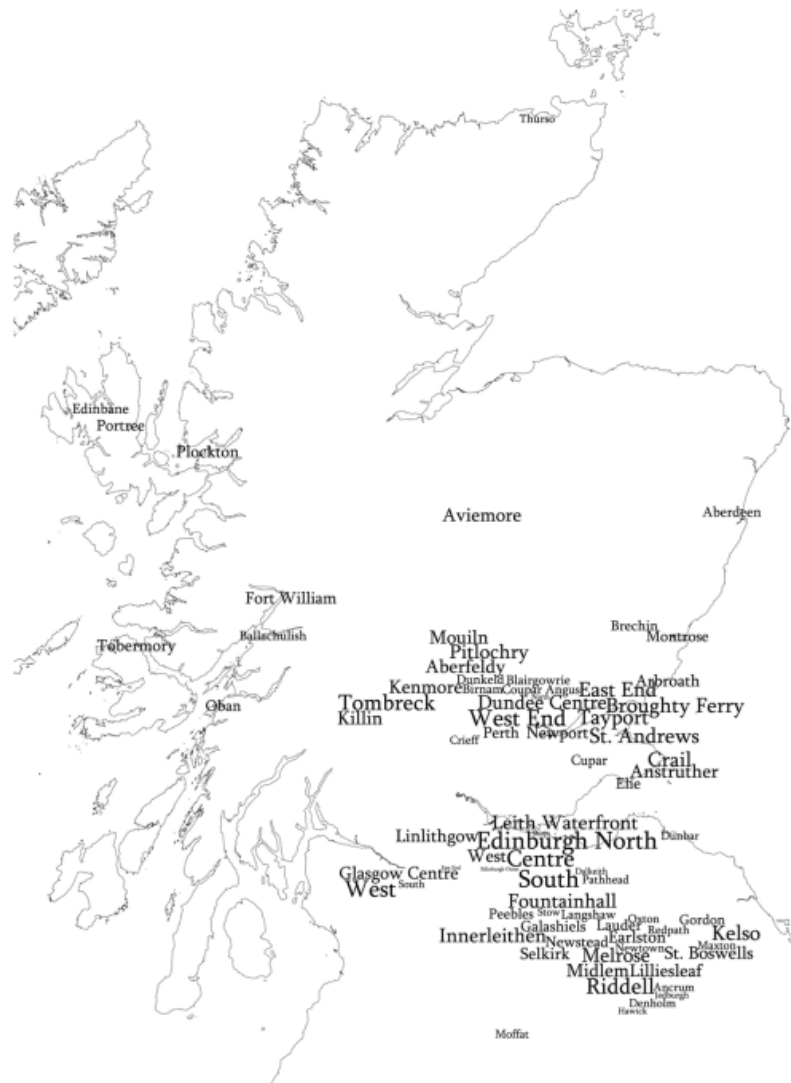 Thurso
Edinbane
Portree
Plockton
Aviemore
Aberdeen
Fort William
Brechin
Montrose
Ballachulish
Tobermory
Mouiln
Pitlochry
Aberfeldy
Dunkeld
Blairgowrie
Arbroath
Kenmore
Birnam
Coupar Angus
East End
Tombreck
Dundee Centre
Broughty Ferry
Oban
Killin
West End
Tayport
Crieff
Perth
Newport
St. Andrews
Cupar
Crail
Anstruther
Elie
Leith Waterfront
Linlithgow
Edinburgh North
Dunbar
West
Centre
Glasgow Centre
East End
Dalkeith
West
South
South
Pathhead
Fountainhall
Peebles
Stow
Langshaw
Oxton
Gordon
Galashiels
Lauder
Redpath
Innerleithen
Newstead
Earlston
Kelso
Selkirk
Newtown
Maxton
Melrose
St. Boswells
Midlem
Lilliesleaf
Riddell
Ancrum
Jedburgh
Denholm
Hawick
Moffat